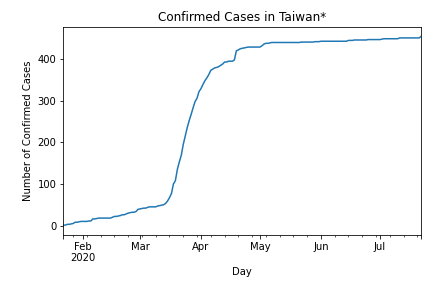 Confirmed Cases in Taiwan*
Number of Confirmed Cases
400
300
200
100
0
Feb Mar Apr May Jun Jul
2020
Day